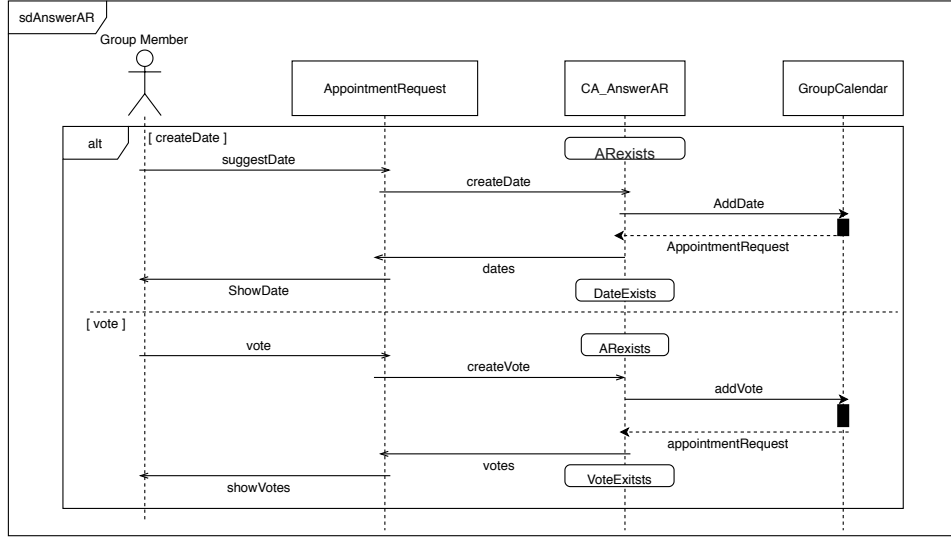 sdAnswerAR
Group Member
AppointmentRequest
CA_AnswerAR
GroupCalendar
alt
[ createDate ]
ARexists
suggestDate
createDate
AddDate
AppointmentRequest
dates
ShowDate
DateExists
[ vote ]
vote
ARexists
createVote
addVote
appointmentRequest
votes
VoteExitsts
showVotes